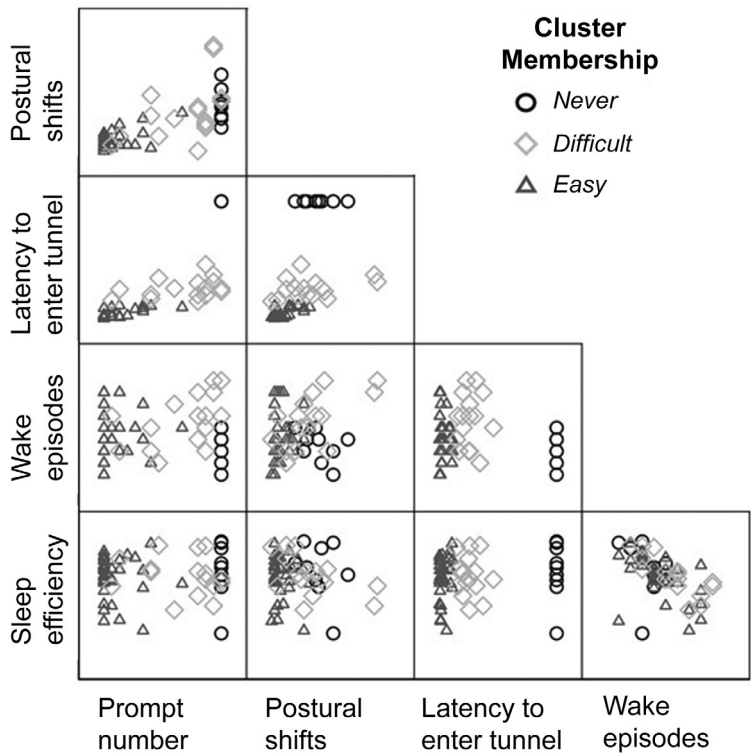 Cluster
Membership
Never
Difficult
Easy
Postural
shifts
Latency to
enter tunnel
Wake
episodes
Sleep
efficiency
Prompt
number
Postural
shifts
Latency to
enter tunnel
Wake
episodes